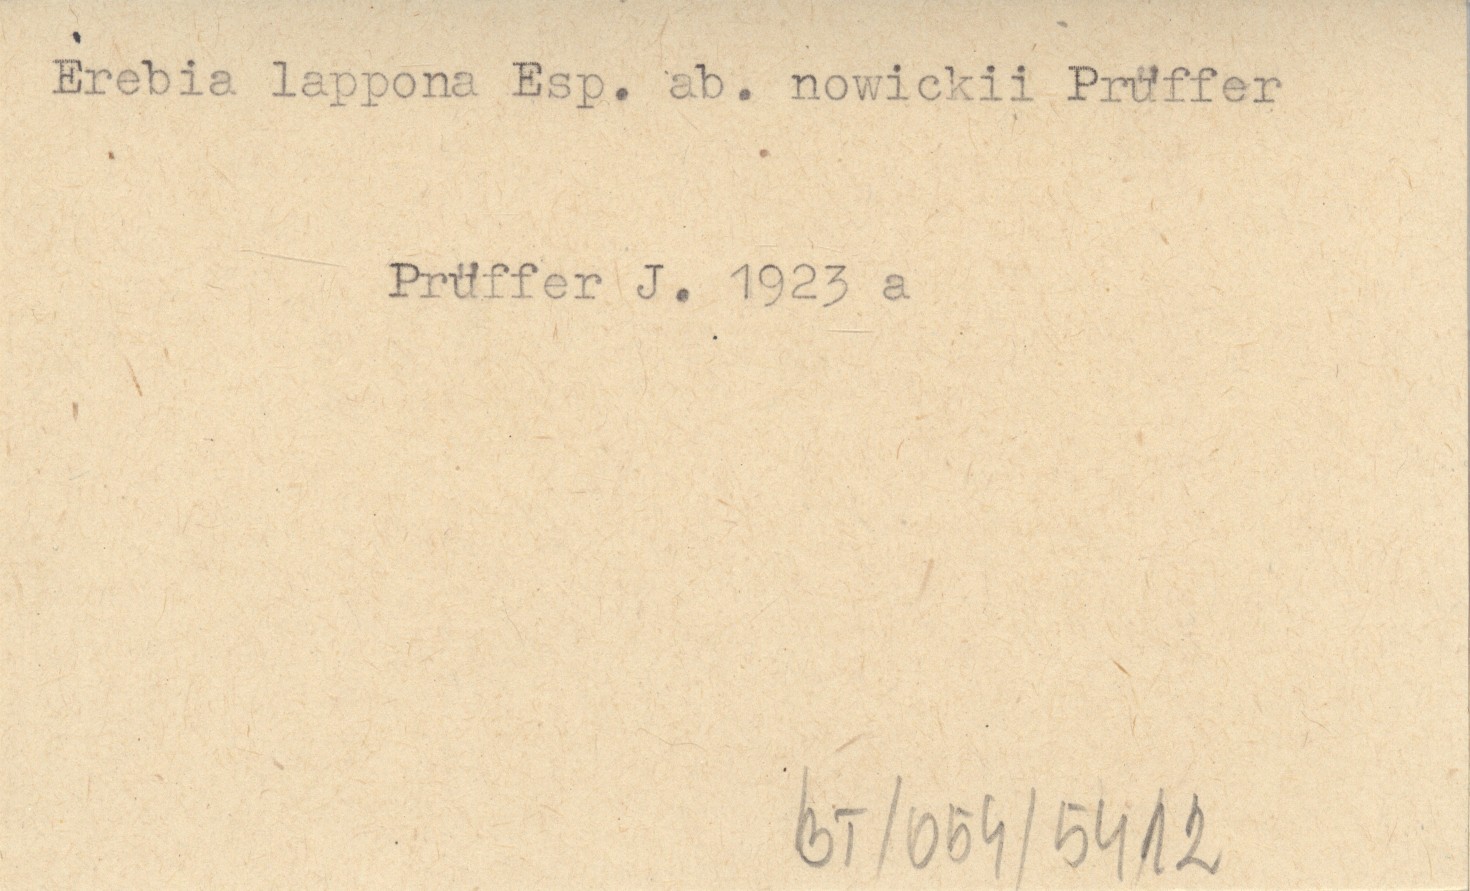 Erebia lappona Esp. ab. nowickii Prüffer
Prüffer J. 1923 a
BT/054/5412